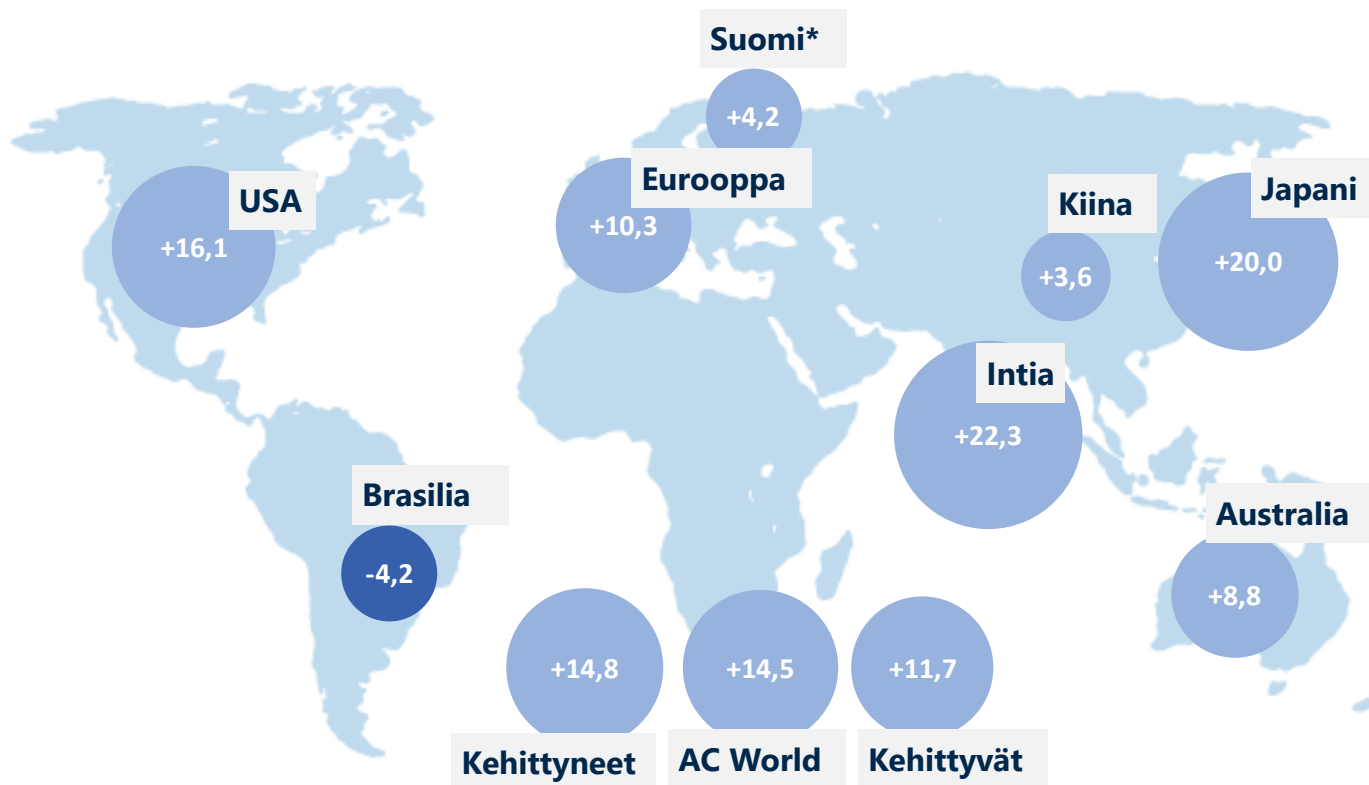 Suomi*
+4,2
Eurooppa
+10,3
USA
+16,1
Kiina
+3,6
Japani
+20,0
Intia
+22,3
Brasilia
-4,2
Australia
+8,8
+14,8
Kehittyneet
+14,5
AC World
+11,7
Kehittyvät